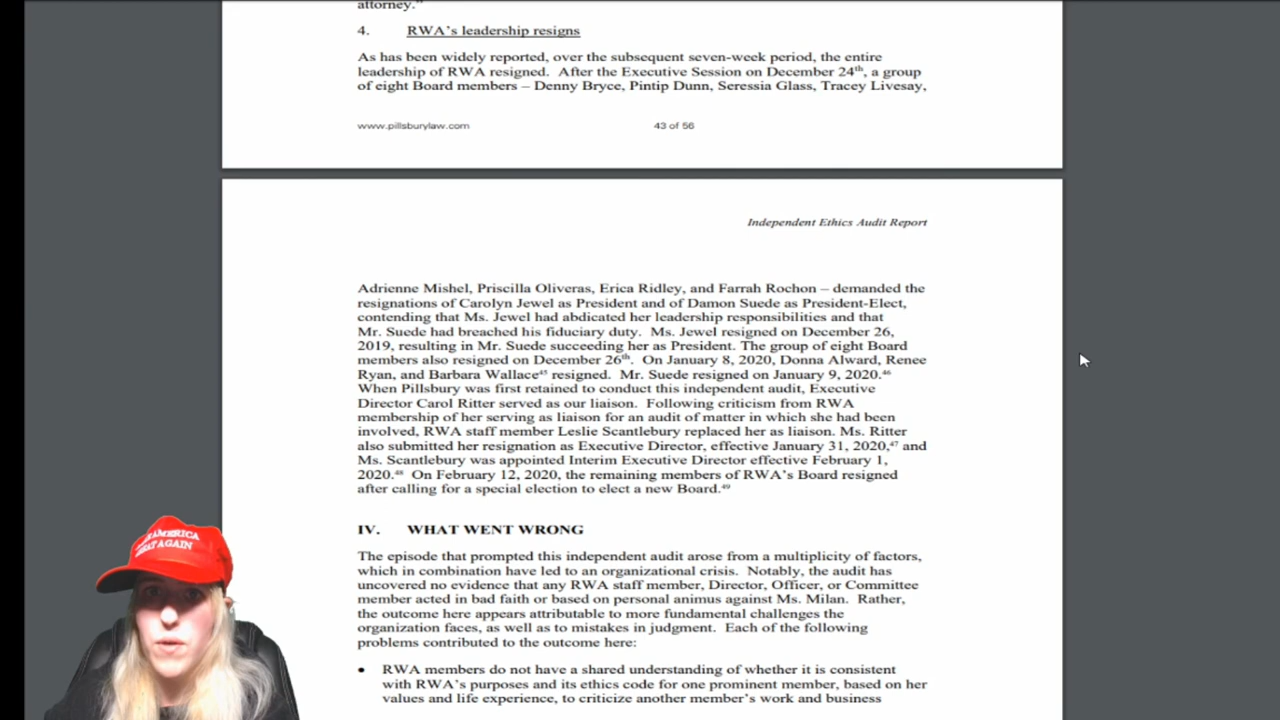 attorney."
4. RWA's leadership resigns
As has been widely reported, over the subsequent seven-week period, the entire
leadership of RWA resigned. After the Executive Session on December 24th, a group
of eight Board members – Denny Bryce, Pintip Dunn, Seressia Glass, Tracey Livesay,
www.pillsburylaw.com 43 of 56
Independent Ethics Audit Report
Adrienne Mishel, Priscilla Oliveras, Erica Ridley, and Farrah Rochon – demanded the
resignations of Carolyn Jewel as President and of Damon Suede as President-Elect,
contending that Ms. Jewel had abdicated her leadership responsibilities and that
Mr. Suede had breached his fiduciary duty. Ms. Jewel resigned on December 26,
2019, resulting in Mr. Suede succeeding her as President. The group of eight Board
members also resigned on December 26th. On January 8, 2020, Donna Alward, Renee
Ryan, and Barbara Wallace45 resigned. Mr. Suede resigned on January 9, 2020.46
When Pillsbury was first retained to conduct this independent audit, Executive
Director Carol Ritter served as our liaison. Following criticism from RWA
membership of her serving as liaison for an audit of matter in which she had been
involved, RWA staff member Leslie Scantlebury replaced her as liaison. Ms. Ritter
also submitted her resignation as Executive Director, effective January 31, 2020,47 and
Ms. Scantlebury was appointed Interim Executive Director effective February 1,
2020.48 On February 12, 2020, the remaining members of RWA's Board resigned
after calling for a special election to elect a new Board.49
IV. WHAT WENT WRONG
The episode that prompted this independent audit arose from a multiplicity of factors,
which in combination have led to an organizational crisis. Notably, the audit has
uncovered no evidence that any RWA staff member, Director, Officer, or Committee
member acted in bad faith or based on personal animus against Ms. Milan. Rather,
the outcome here appears attributable to more fundamental challenges the
organization faces, as well as to mistakes in judgment. Each of the following
problems contributed to the outcome here:
• RWA members do not have a shared understanding of whether it is consistent
with RWA's purposes and its ethics code for one prominent member, based on her
values and life experience, to criticize another member's work and business
AMERICA
GREAT AGAIN